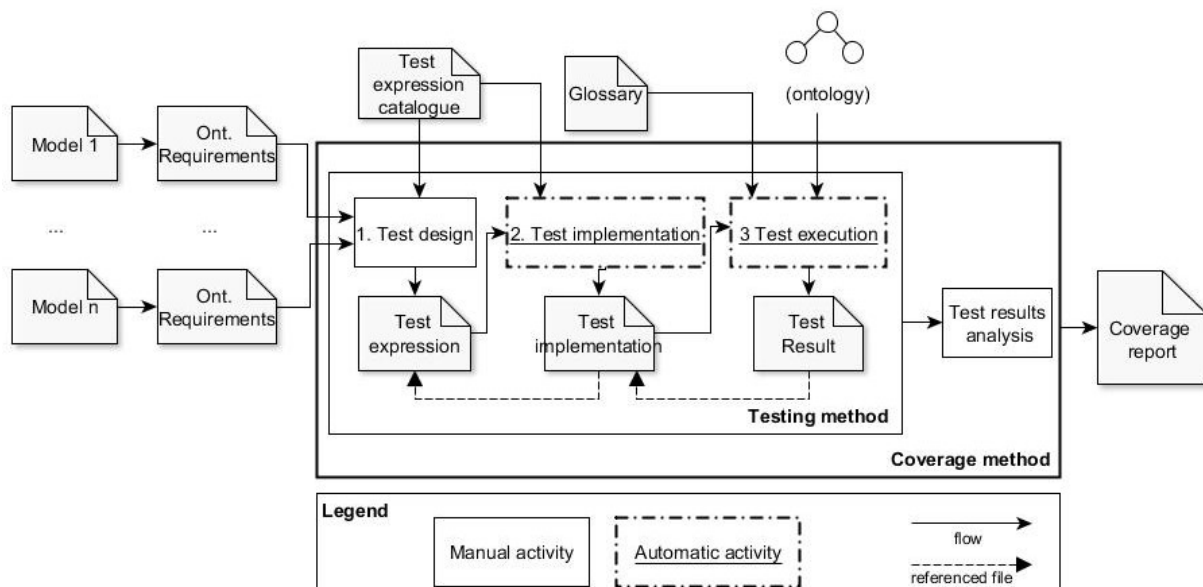 Test
expression
catalogue
Glossary
(ontology)
Model 1
Ont.
Requirements
...
...
Model n
Ont.
Requirements
1. Test design
2. Test implementation
3 Test execution
Test
expression
Test
implementation
Test
Result
Testing method
Test results
analysis
Coverage
report
Coverage method
Legend
Manual activity
Automatic activity
flow
referenced file